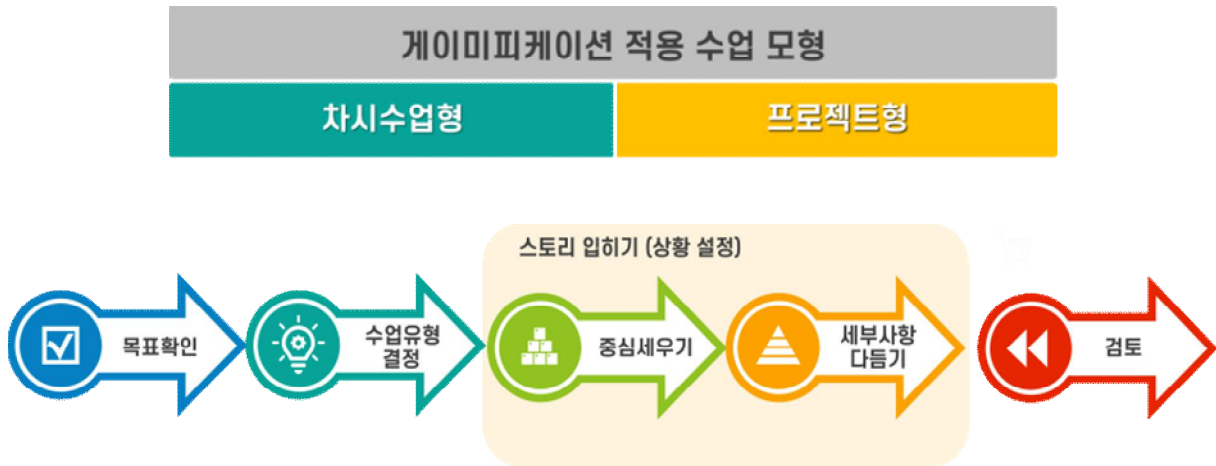 게이미피케이션 적용 수업 모형
차시수업형
프로젝트형
스토리 입히기 (상황 설정)
목표확인
수업유형
결정
중심세우기
세부사항
다듬기
검토